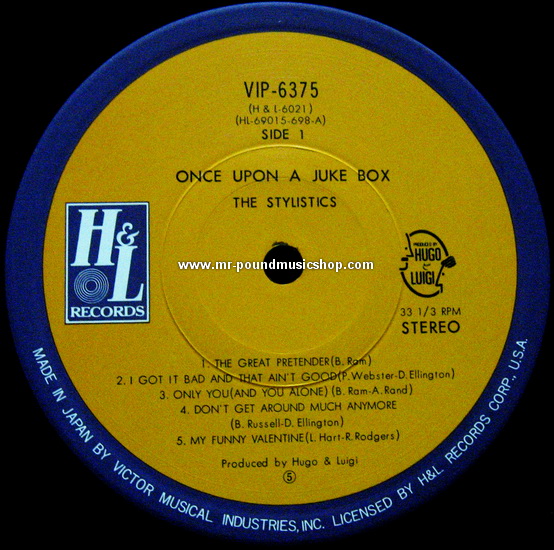 VIP-6375
(H & L-6021)
(HL-69015-698-A)
SIDE 1
ONCE UPON A JUKE BOX
THE STYLISTICS
H&L
RECORDS
www.mr-poundmusicshop.com
PRODUCED BY
HUGO
and
LUIGI
33 1/3 RPM
STEREO
1. THE GREAT PRETENDER(B. Ram)
2. I GOT IT BAD AND THAT AIN'T GOOD(P. Webster-D. Ellington)
3. ONLY YOU(AND YOU ALONE) (B. Ram-A.Rand)
4. DON'T GET AROUND MUCH ANYMORE
(B. Russell-D. Ellington)
5. MY FUNNY VALENTINE(L. Hart-R. Rodgers)
Produced by Hugo & Luigi
⑤
MADE IN JAPAN BY VICTOR MUSICAL INDUSTRIES, INC. LICENSED BY H&L RECORDS CORP., U.S.A.